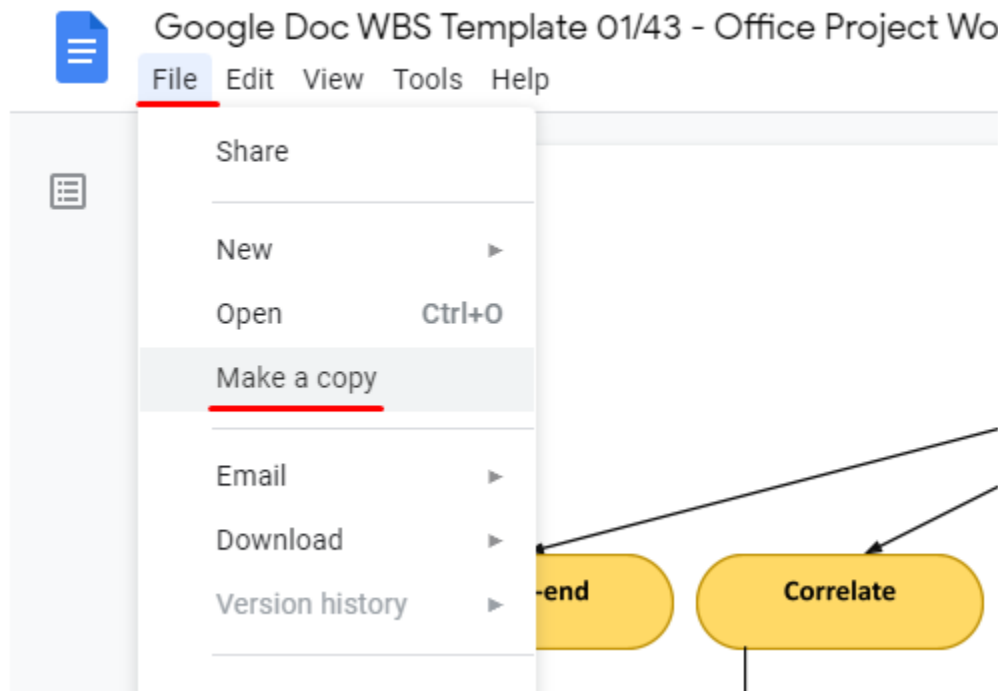 Google Doc WBS Template 01/43 - Office Project Wo
File Edit View Tools Help
Share
New
Open Ctrl+O
Make a copy
Email
Download
Version history
-end
Correlate